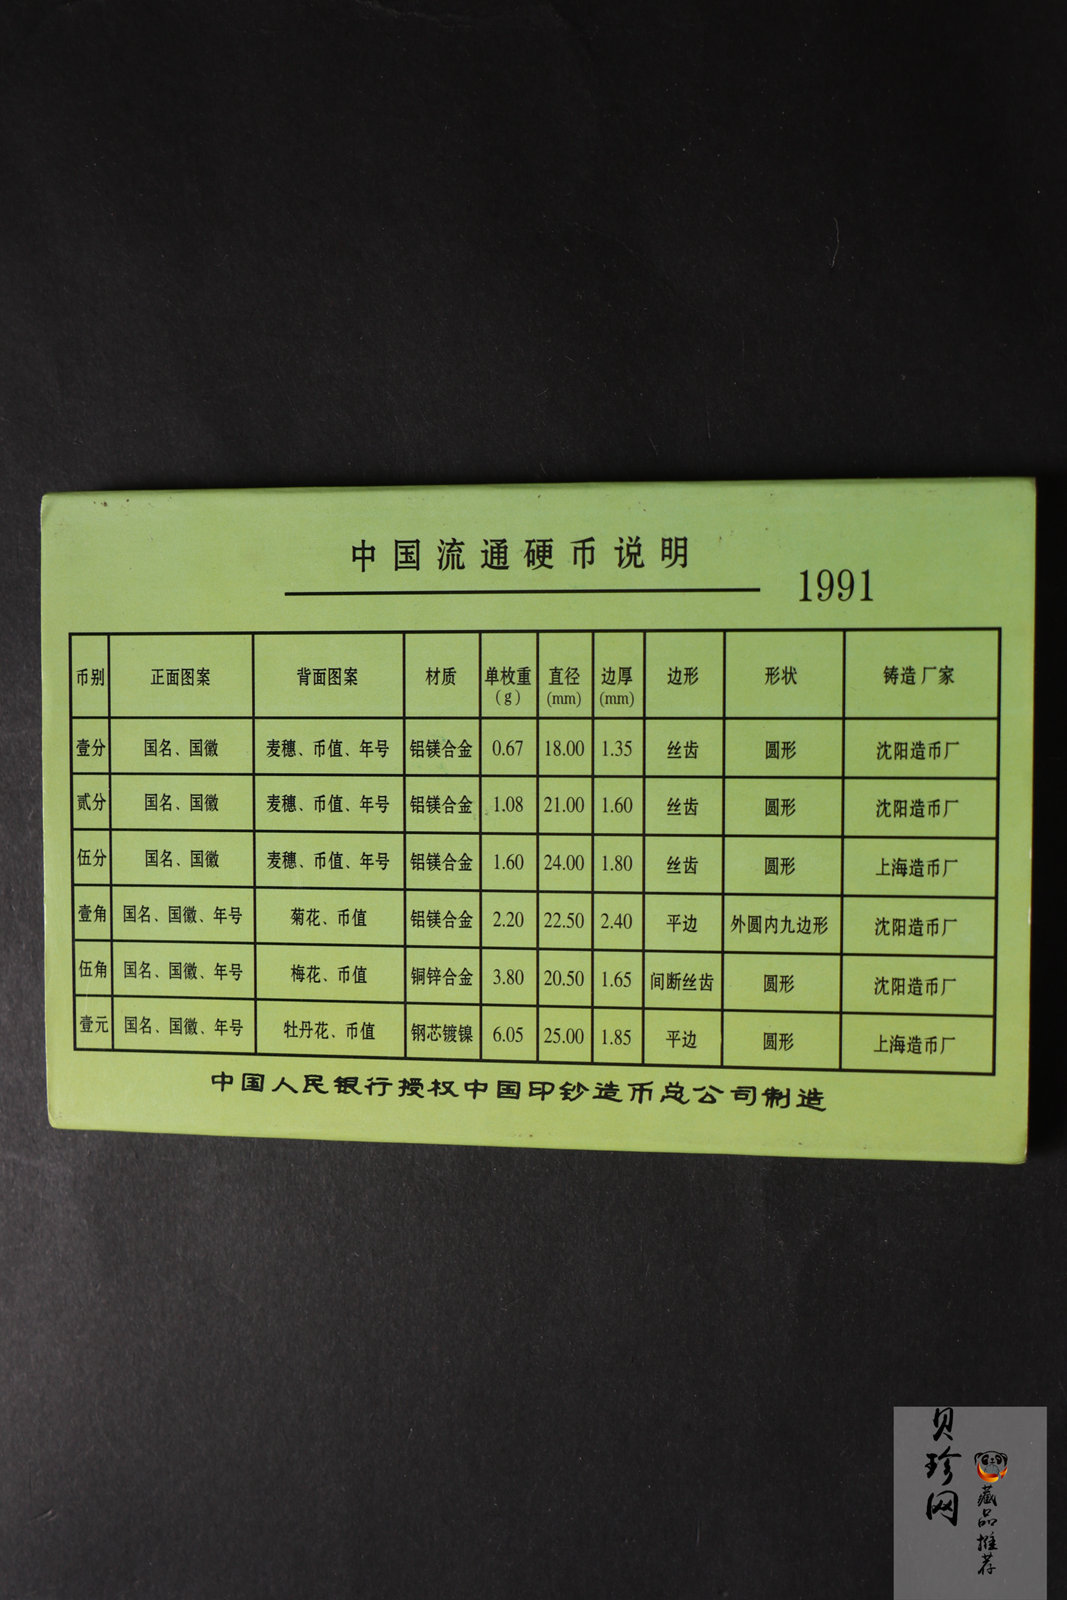 中国流通硬币说明
1991
币别 正面图案 背面图案 材质 单枚重(g) 直径(mm) 边厚(mm) 边形 形状 铸造厂家
壹分 国名、国徽 麦穗、币值、年号 铝镁合金 0.67 18.00 1.35 丝齿 圆形 沈阳造币厂
贰分 国名、国徽 麦穗、币值、年号 铝镁合金 1.08 21.00 1.60 丝齿 圆形 沈阳造币厂
伍分 国名、国徽 麦穗、币值、年号 铝镁合金 1.60 24.00 1.80 丝齿 圆形 上海造币厂
壹角 国名、国徽、年号 菊花、币值 铝镁合金 2.20 22.50 2.40 平边 外圆内九边形 沈阳造币厂
伍角 国名、国徽、年号 梅花、币值 铜锌合金 3.80 20.50 1.65 间断丝齿 圆形 沈阳造币厂
壹元 国名、国徽、年号 牡丹花、币值 钢芯镀镍 6.05 25.00 1.85 平边 圆形 上海造币厂
中国人民银行授权中国印钞造币总公司制造
贝珍网
藏品推荐